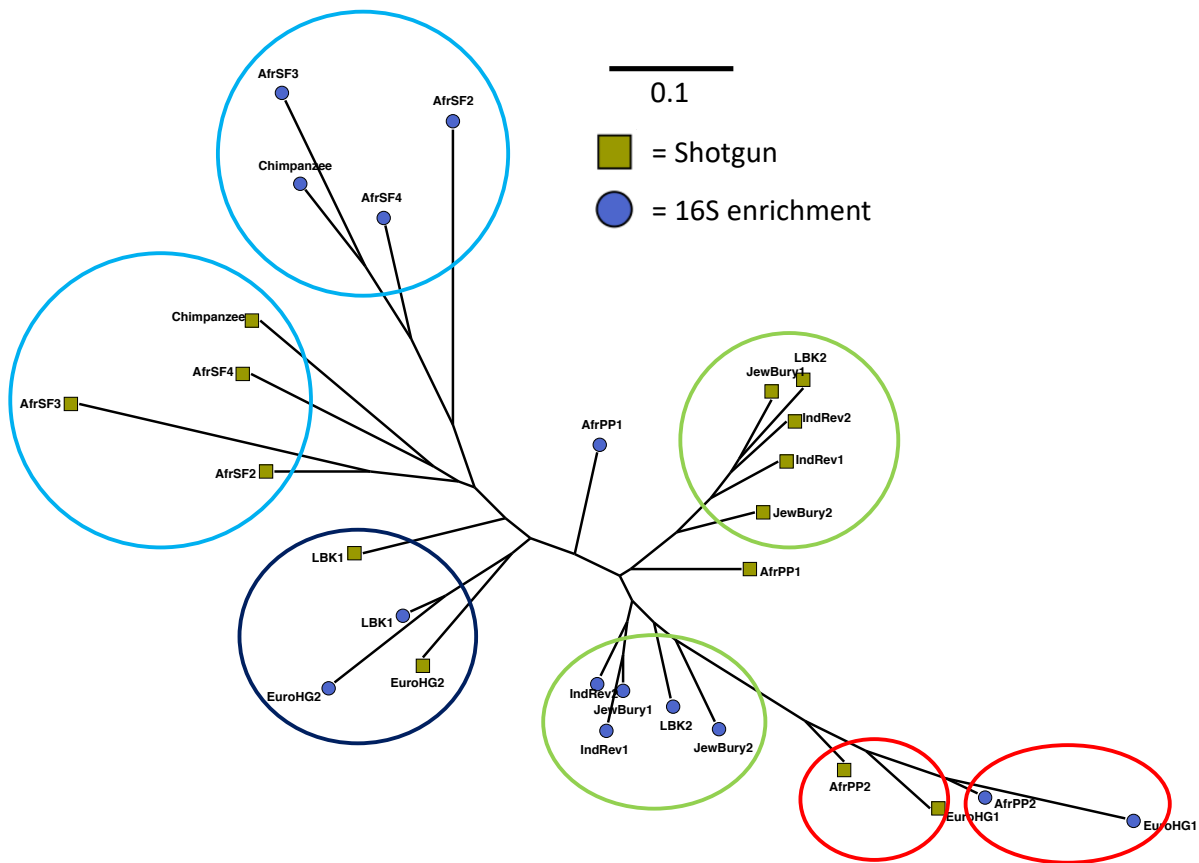 AfrSF3
AfrSF2
Chimpanzee
AfrSF4
0.1
= Shotgun
= 16S enrichment
Chimpanzee
AfrSF4
AfrSF3
AfrSF2
LBK2
JewBury1
IndRev2
IndRev1
JewBury2
AfrPP1
AfrPP1
LBK1
LBK1
EuroHG2
EuroHG2
IndRev2
JewBury1
IndRev1
LBK2
JewBury2
AfrPP2
EuroHG1
AfrPP2
EuroHG1